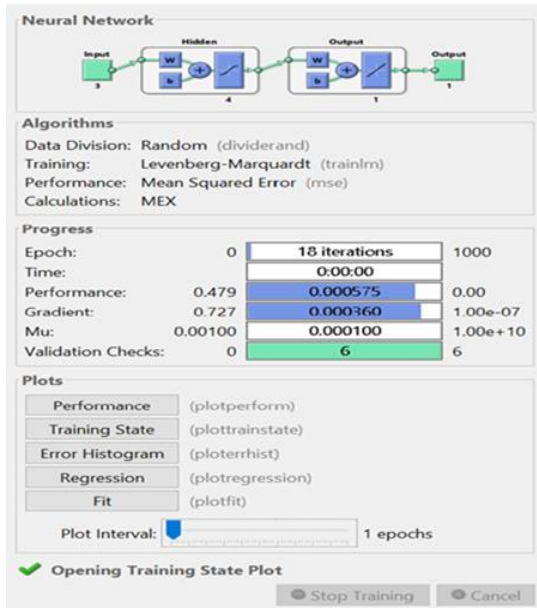 Neural Network
Hidden Output
Input Output
W W
b b
3 4 1 1
Algorithms
Data Division: Random (dividerand)
Training: Levenberg-Marquardt (trainlm)
Performance: Mean Squared Error (mse)
Calculations: MEX
Progress
Epoch: 0 18 iterations 1000
Time: 0:00:00
Performance: 0.479 0.000575 0.00
Gradient: 0.727 0.000360 1.00e-07
Mu: 0.00100 0.000100 1.00e+10
Validation Checks: 0 6 6
Plots
Performance (plotperform)
Training State (plottrainstate)
Error Histogram (ploterrhist)
Regression (plotregression)
Fit (plotfit)
Plot Interval: 1 epochs
Opening Training State Plot
Stop Training Cancel